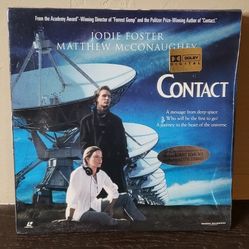 From the Academy Award®-Winning Director of "Forrest Gump" and the Pulitzer Prize-Winning Author of "Contact."
JODIE FOSTER
MATTHEW MCCONAUGHEY
DOLBY
DIGITAL
CONTACT
A message from deep space.
Who will be the first to go?
A journey to the heart of the universe.